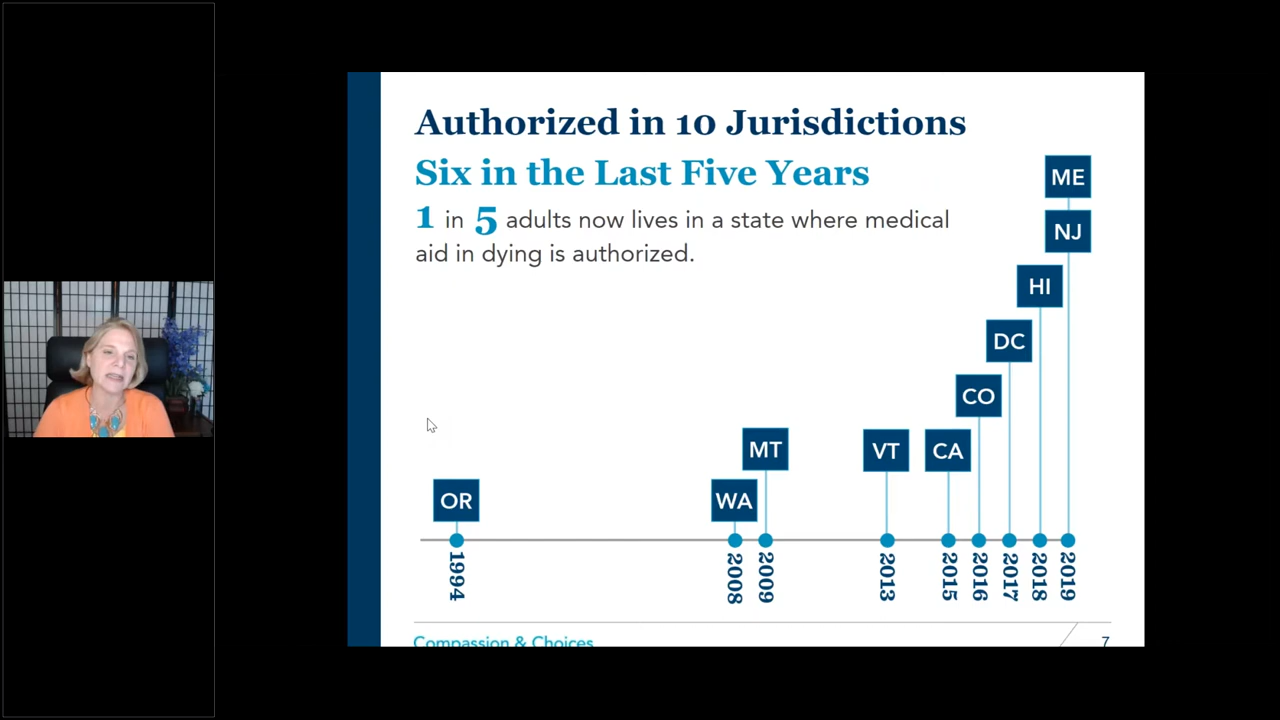 Authorized in 10 Jurisdictions
Six in the Last Five Years
1 in 5 adults now lives in a state where medical
aid in dying is authorized.
ME
NJ
HI
DC
CO
MT
VT
CA
OR
WA
1994
2008
2009
2013
2015
2016
2017
2018
2019
Compassion & Choices
7